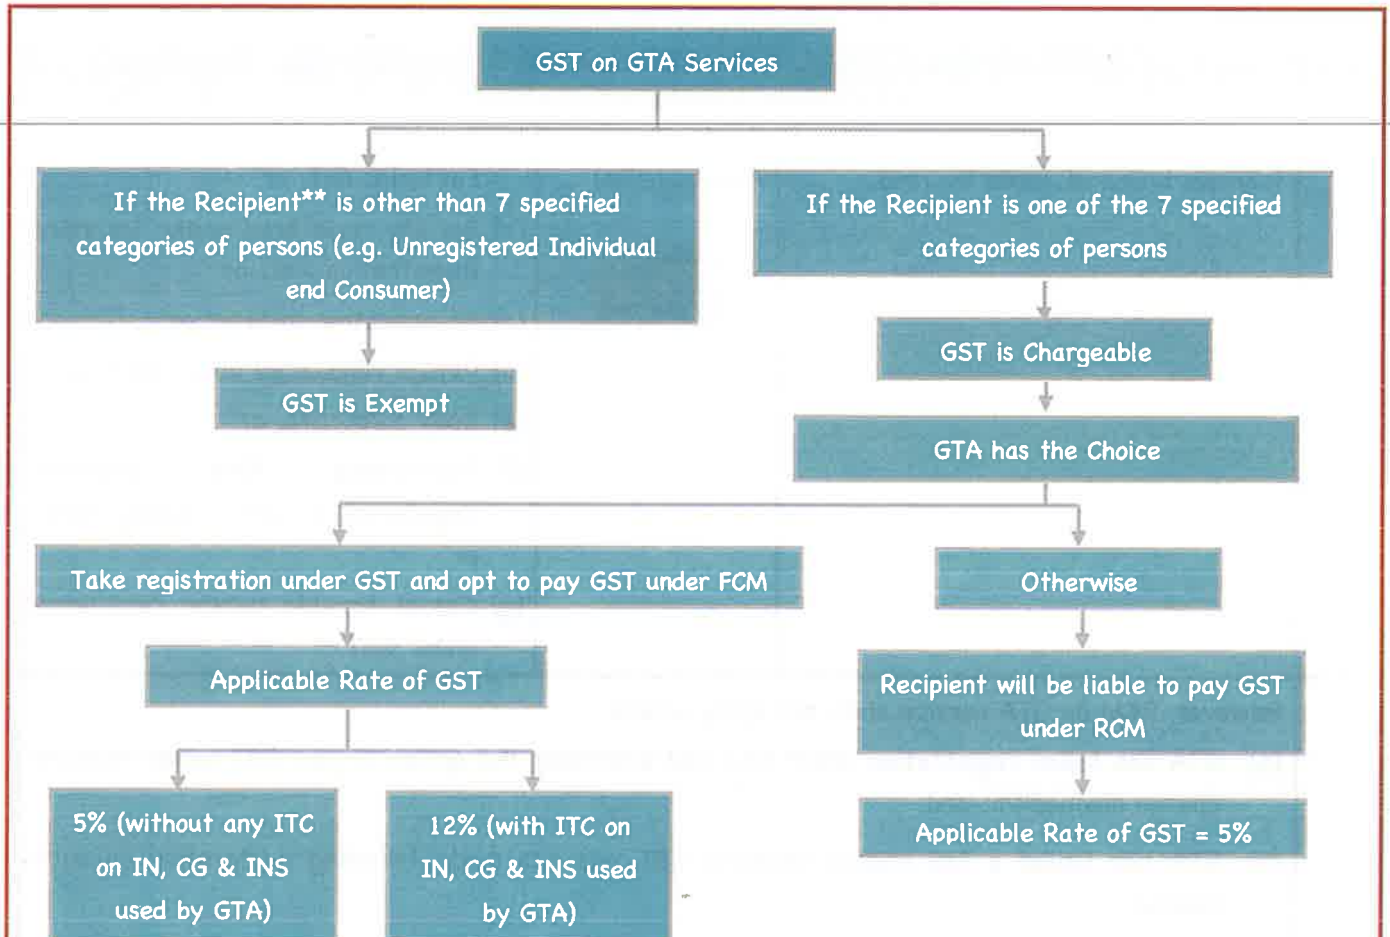 GST on GTA Services
If the Recipient** is other than 7 specified
categories of persons (e.g. Unregistered Individual
end Consumer)
If the Recipient is one of the 7 specified
categories of persons
GST is Exempt
GST is Chargeable
GTA has the Choice
Take registration under GST and opt to pay GST under FCM
Otherwise
Applicable Rate of GST
Recipient will be liable to pay GST
under RCM
5% (without any ITC
on IN, CG & INS
used by GTA)
12% (with ITC on
IN, CG & INS used
by GTA)
Applicable Rate of GST = 5%